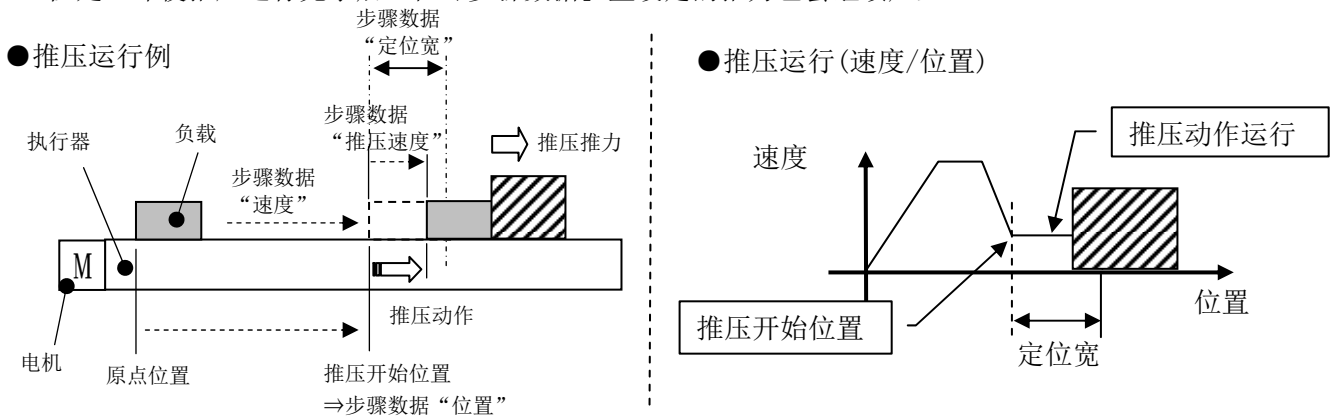 步骤数据
“定位宽”
●推压运行例
步骤数据
“推压速度”
推压推力
执行器
负载
步骤数据
“速度”
M
推压动作
电机
原点位置
推压开始位置
⇒步骤数据“位置”
●推压运行(速度/位置)
推压动作运行
速度
推压开始位置
位置
定位宽